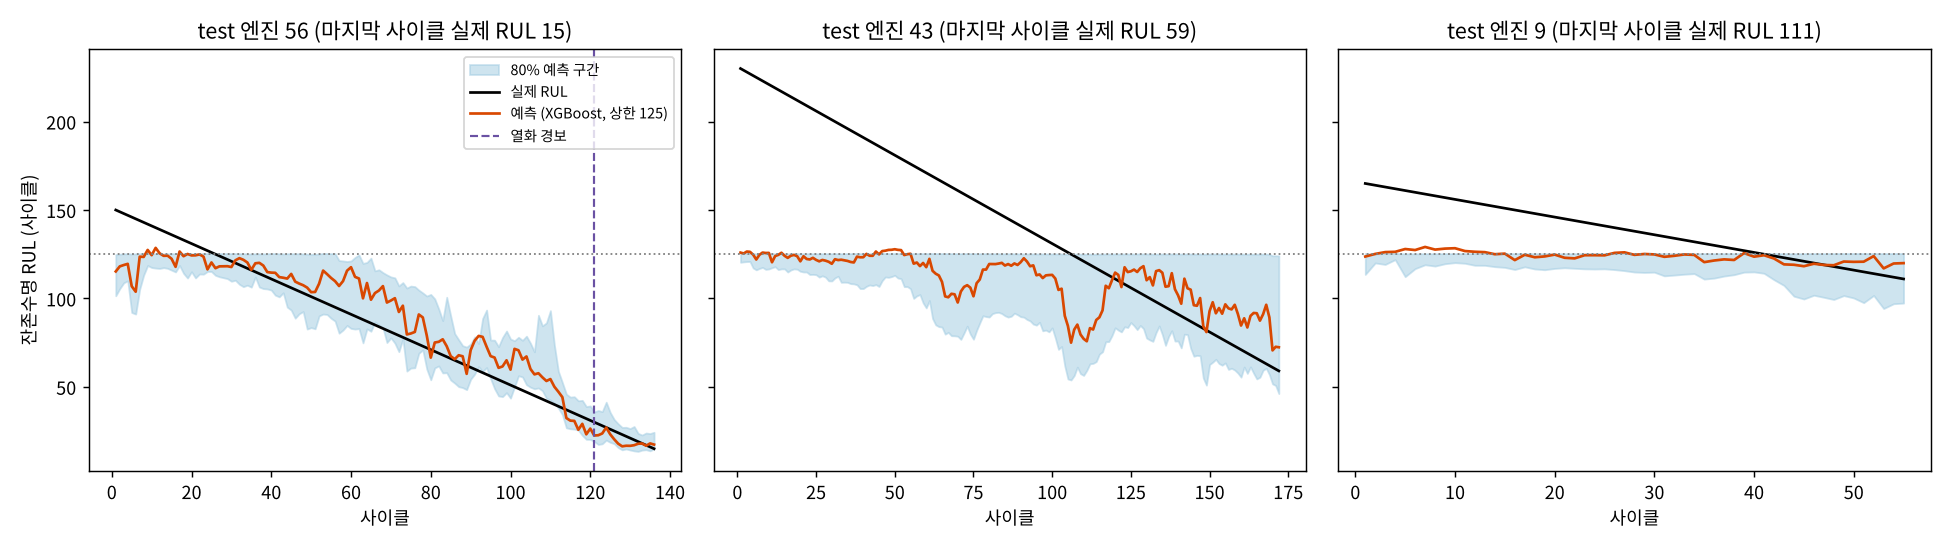 test 엔진 56 (마지막 사이클 실제 RUL 15)
80% 예측 구간
실제 RUL
예측 (XGBoost, 상한 125)
열화 경보
잔존수명 RUL (사이클)
200
150
100
50
0 20 40 60 80 100 120 140
사이클
test 엔진 43 (마지막 사이클 실제 RUL 59)
0 25 50 75 100 125 150 175
사이클
test 엔진 9 (마지막 사이클 실제 RUL 111)
0 10 20 30 40 50
사이클